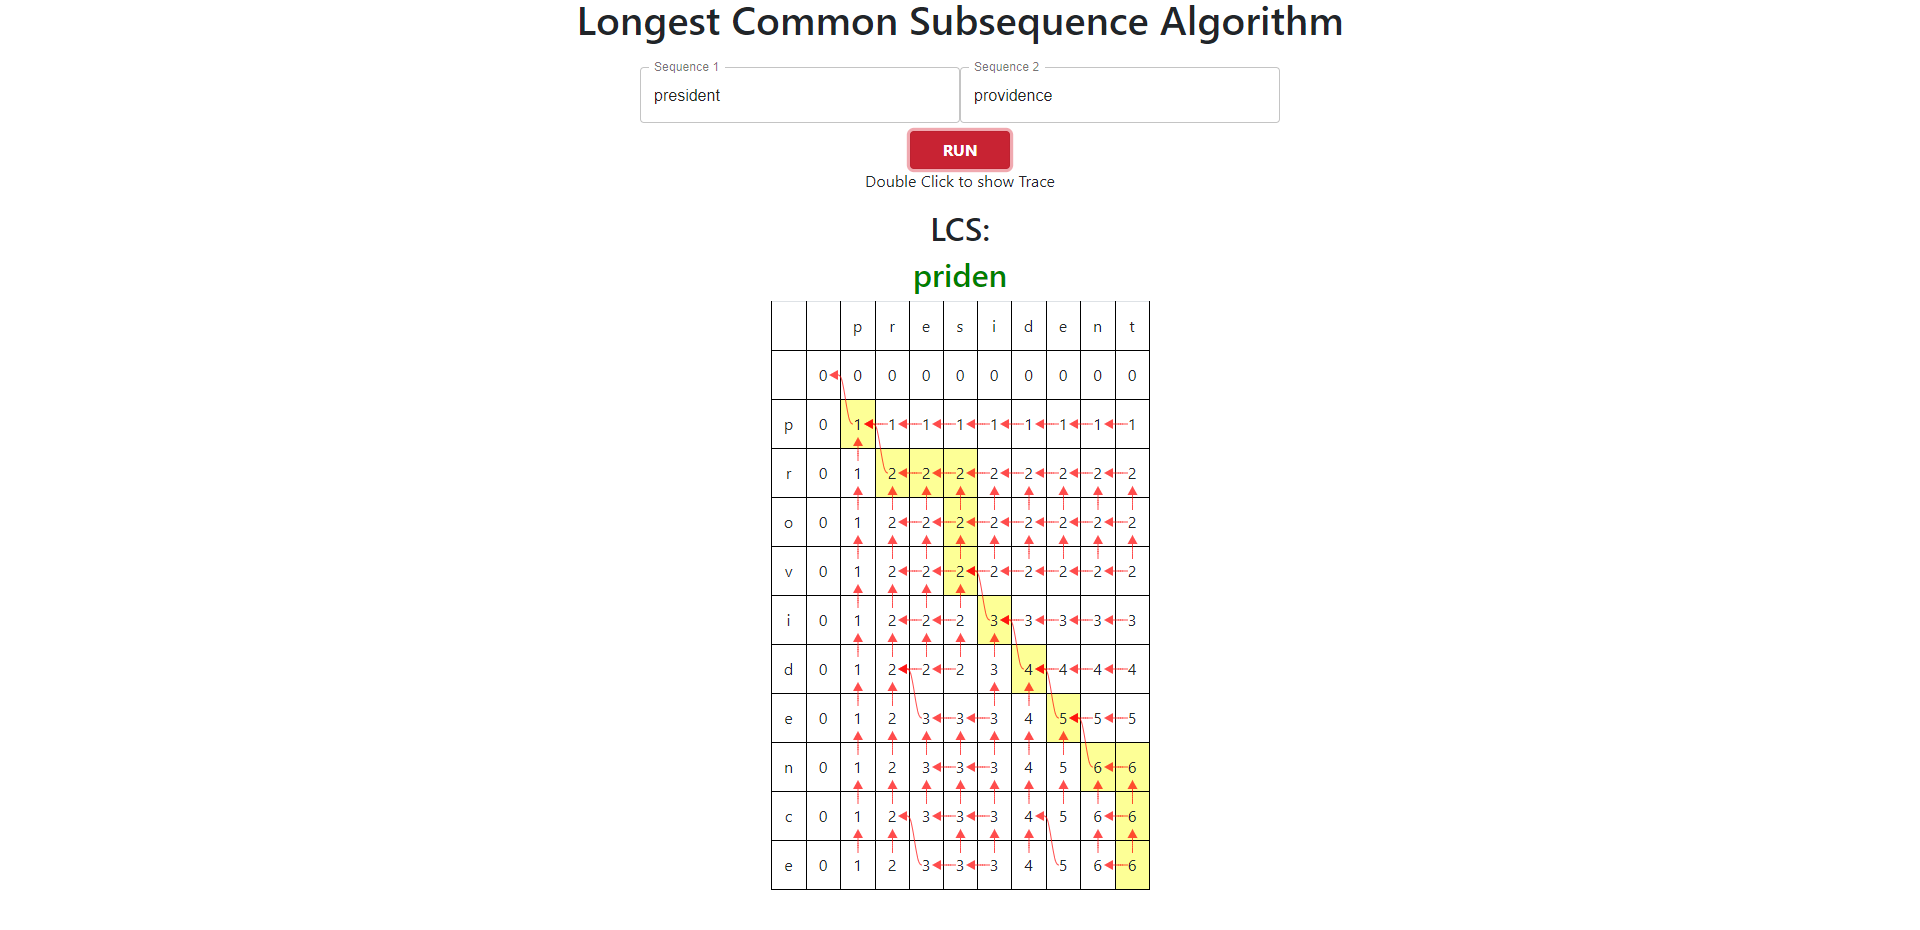 Longest Common Subsequence Algorithm
Sequence 1 Sequence 2
president providence
RUN
Double Click to show Trace
LCS:
priden
p r e s i d e n t
0 0 0 0 0 0 0 0 0 0
p 0 1 1 1 1 1 1 1 1 1
r 0 1 2 2 2 2 2 2 2 2
o 0 1 2 2 2 2 2 2 2 2
v 0 1 2 2 2 2 2 2 2 2
i 0 1 2 2 2 3 3 3 3 3
d 0 1 2 2 2 3 4 4 4 4
e 0 1 2 3 3 3 4 5 5 5
n 0 1 2 3 3 3 4 5 6 6
c 0 1 2 3 3 3 4 5 6 6
e 0 1 2 3 3 3 4 5 6 6